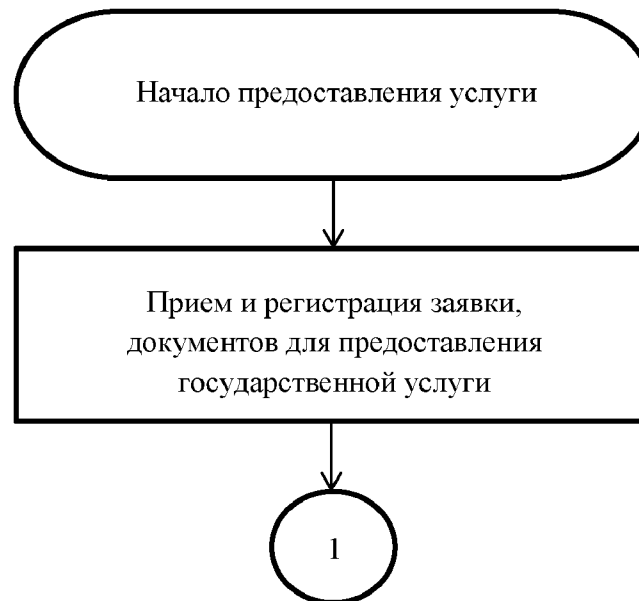 Начало предоставления услуги
Прием и регистрация заявки,
документов для предоставления
государственной услуги
1